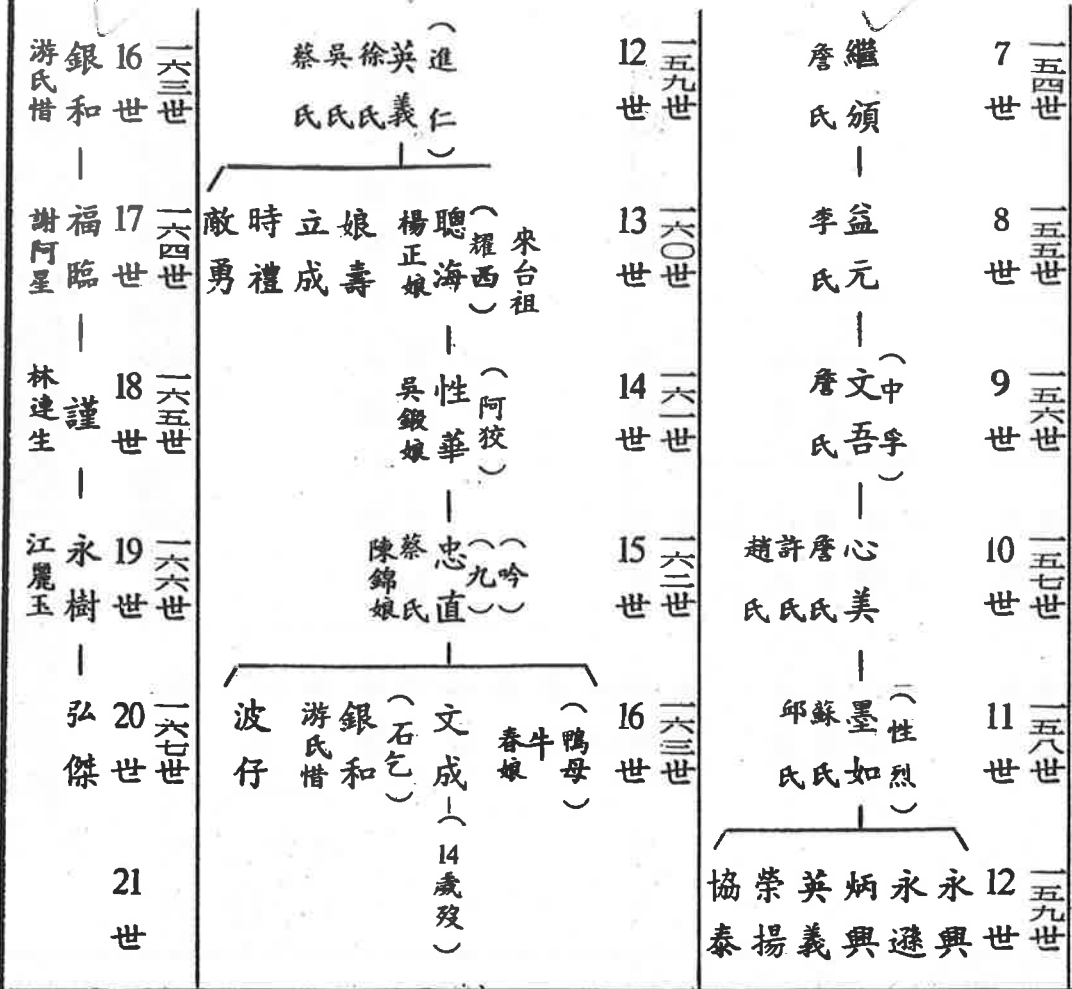 一五四世
7世
繼頒
詹氏
一五五世
8世
益元
李氏
一五六世
9世
(中孚)
文吾
詹氏
一五七世
10世
心美
詹氏
許氏
趙氏
一五八世
11世
(性烈)
墨如
蘇氏
邱氏
一五九世
12世
永興
永遜
炳興
英義
榮揚
協泰
一五九世
12世
(進仁)
英義
徐氏
吳氏
蔡氏
一六〇世
13世
來台祖
(耀西)
聰海
楊正娘
娘壽
立成
時禮
敵勇
一六一世
14世
(阿狡)
性華
吳鍛娘
一六二世
15世
(吟)
(九)
忠直
蔡氏
陳錦娘
一六三世
16世
(鴨母)
牛
春娘
文成
(14歲歿)
(石乞)
銀和
游氏惜
波仔
一六三世
16世
銀和
游氏惜
一六四世
17世
福臨
謝阿星
一六五世
18世
謹
林連生
一六六世
19世
永樹
江麗玉
一六七世
20世
弘傑
21世